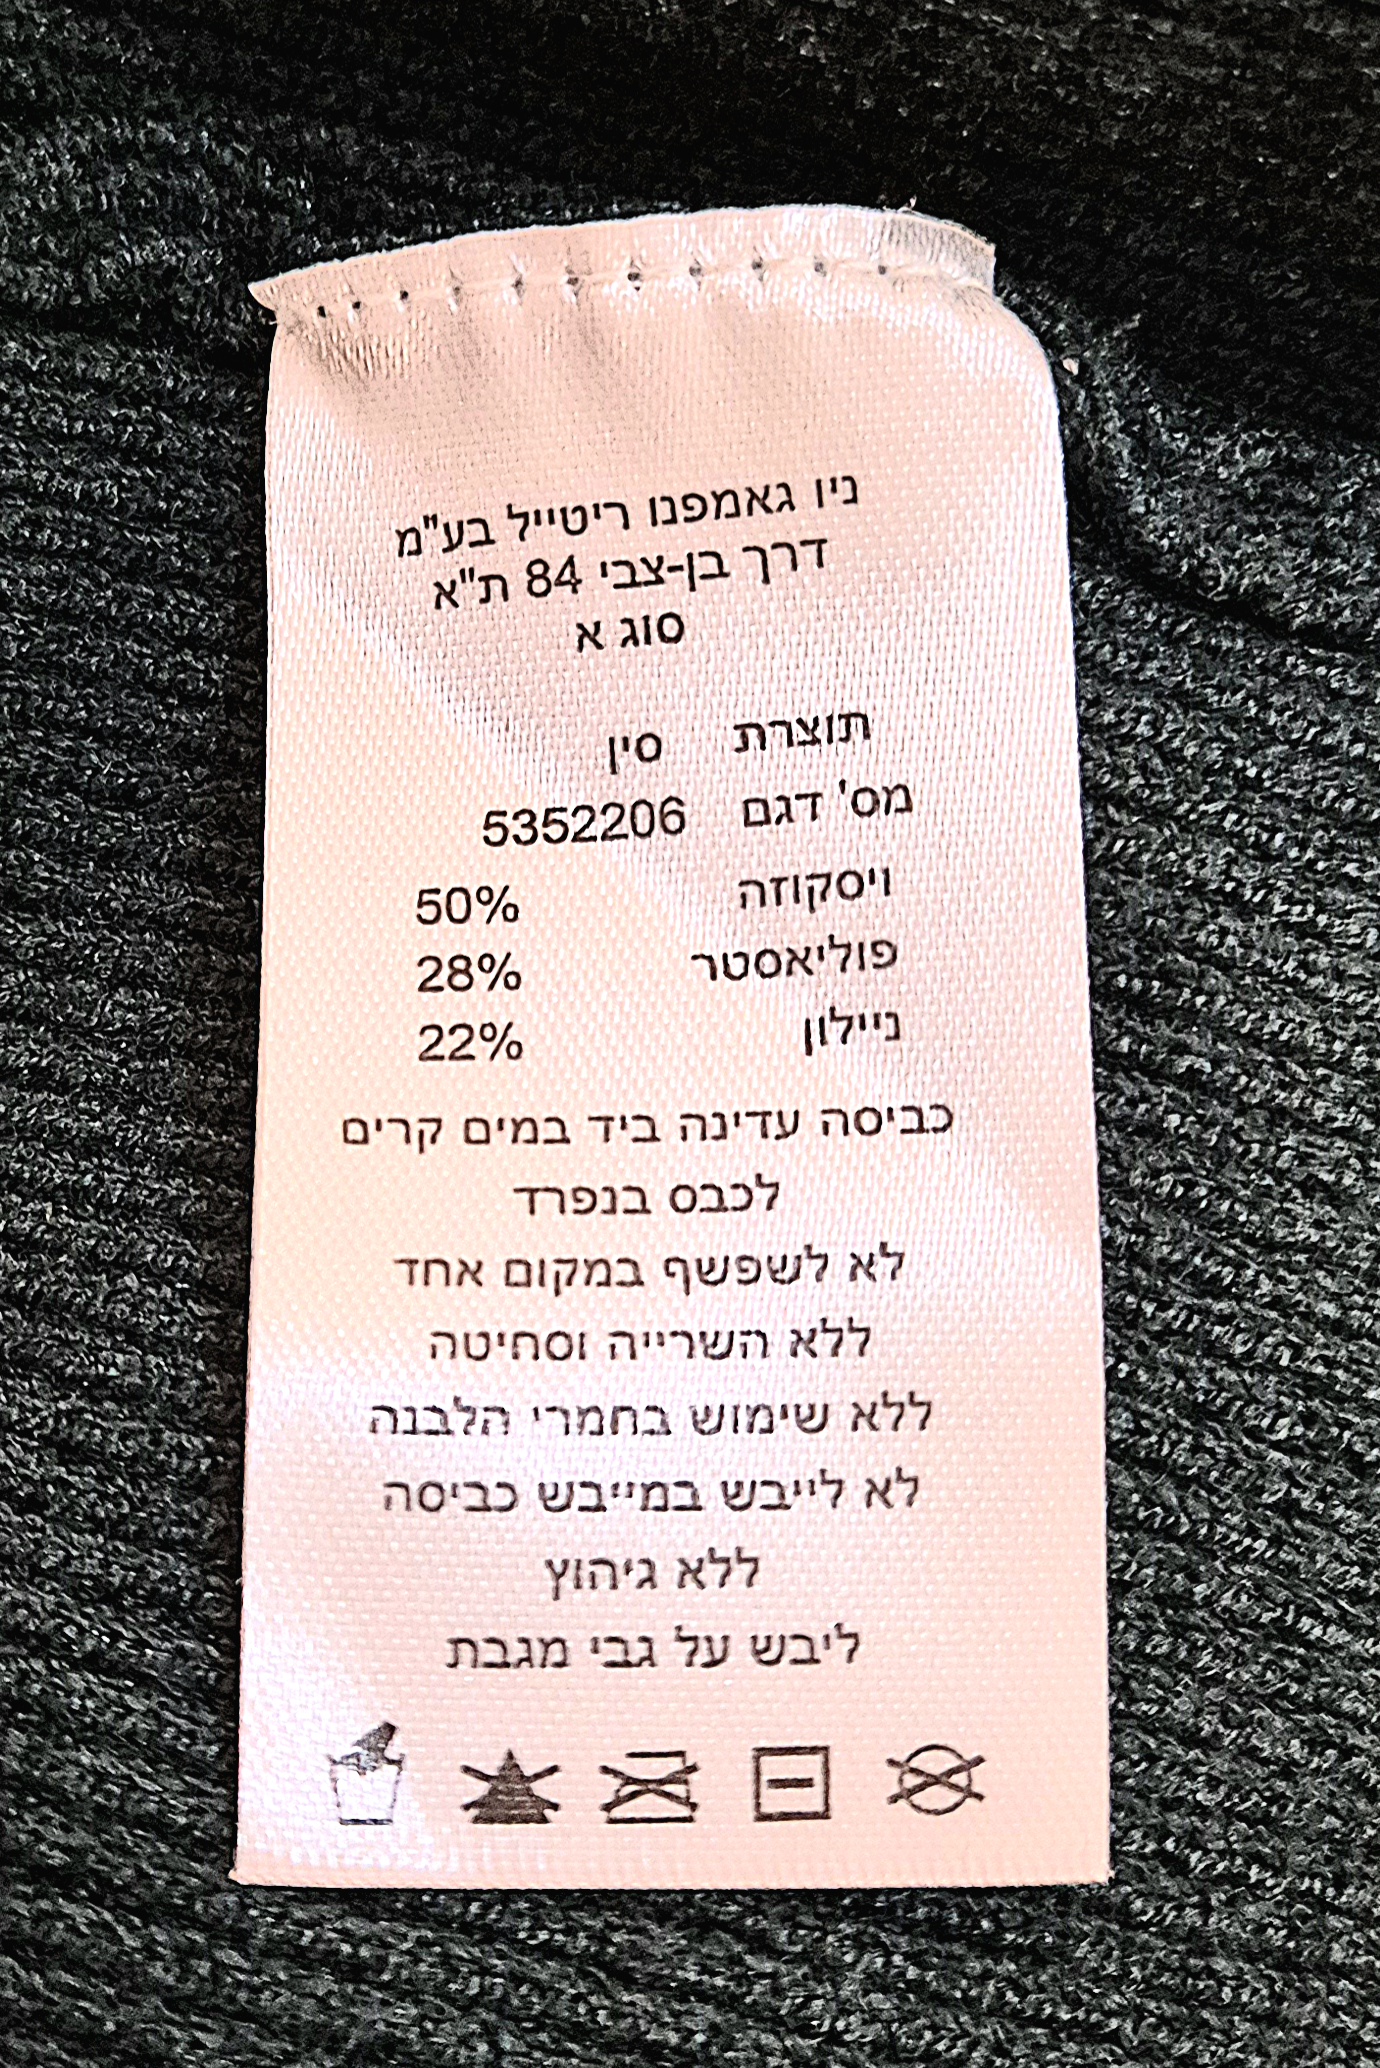 ניו גאמפנו ריטייל בע"מ
דרך בן-צבי 84 ת"א
סוג א
תוצרת סין
מס' דגם 5352206
ויסקוזה 50%
פוליאסטר 28%
ניילון 22%
כביסה עדינה ביד במים קרים
לכבס בנפרד
לא לשפשף במקום אחד
ללא השרייה וסחיטה
ללא שימוש בחמרי הלבנה
לא לייבש במייבש כביסה
ללא גיהוץ
ליבש על גבי מגבת